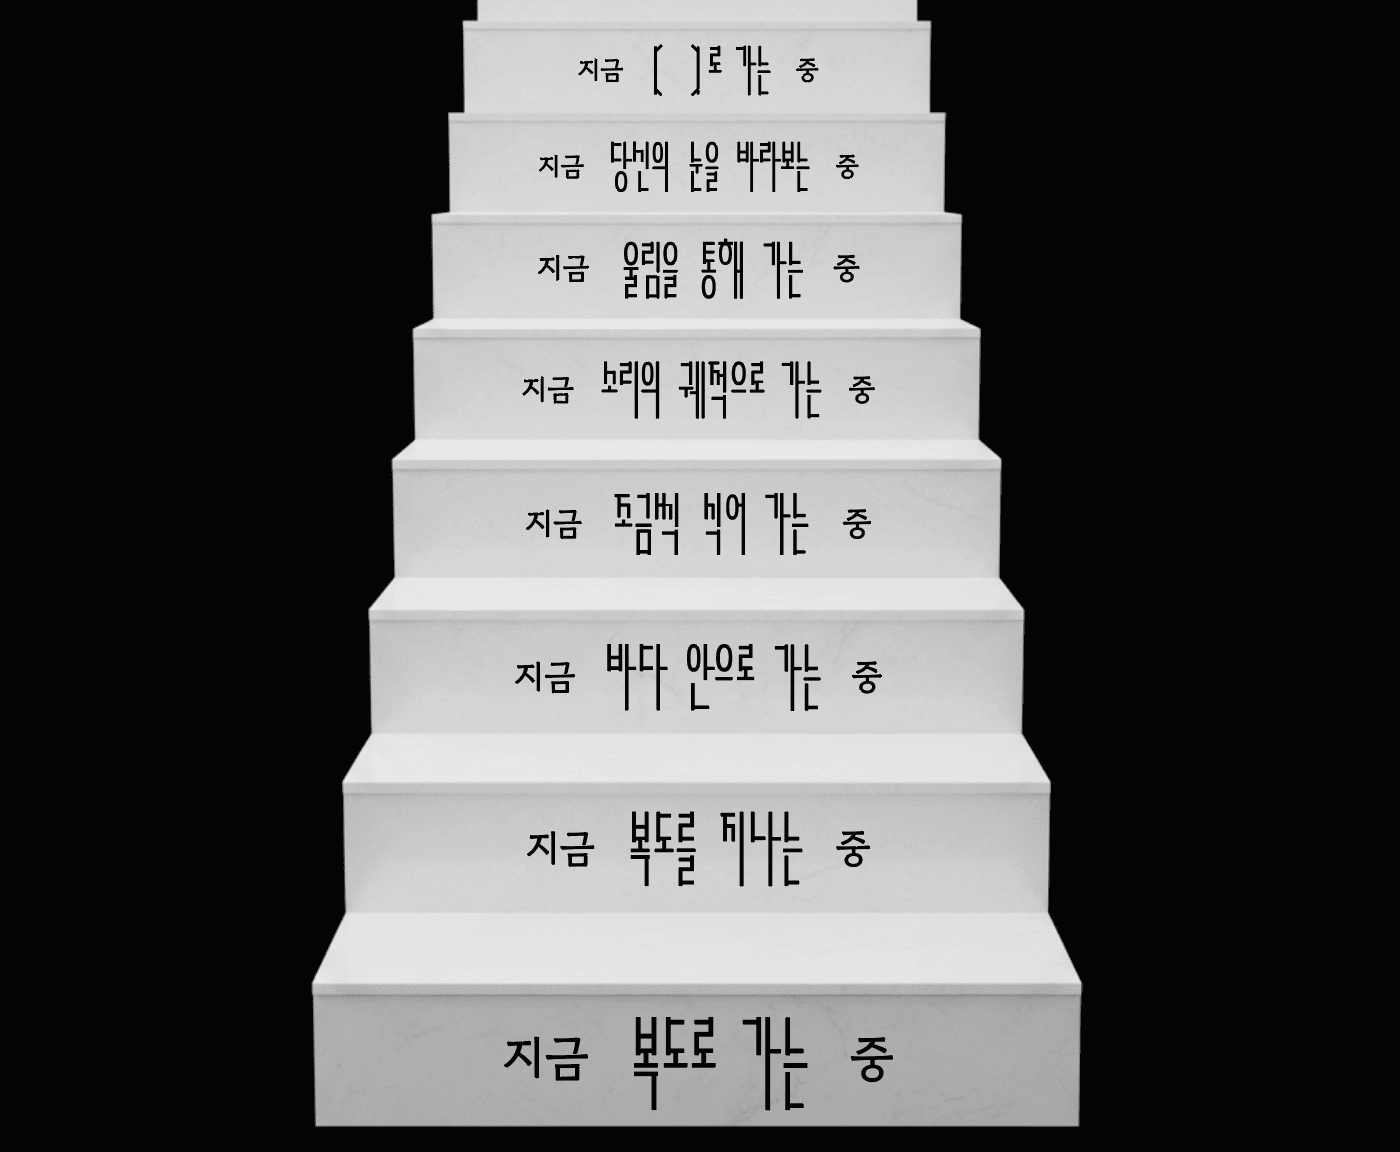 지금 [ ]로 가는 중
지금 당신의 눈을 바라보는 중
지금 울림을 통해 가는 중
지금 소리의 궤적으로 가는 중
지금 조금씩 식어 가는 중
지금 바다 안으로 가는 중
지금 복도를 지나는 중
지금 복도로 가는 중